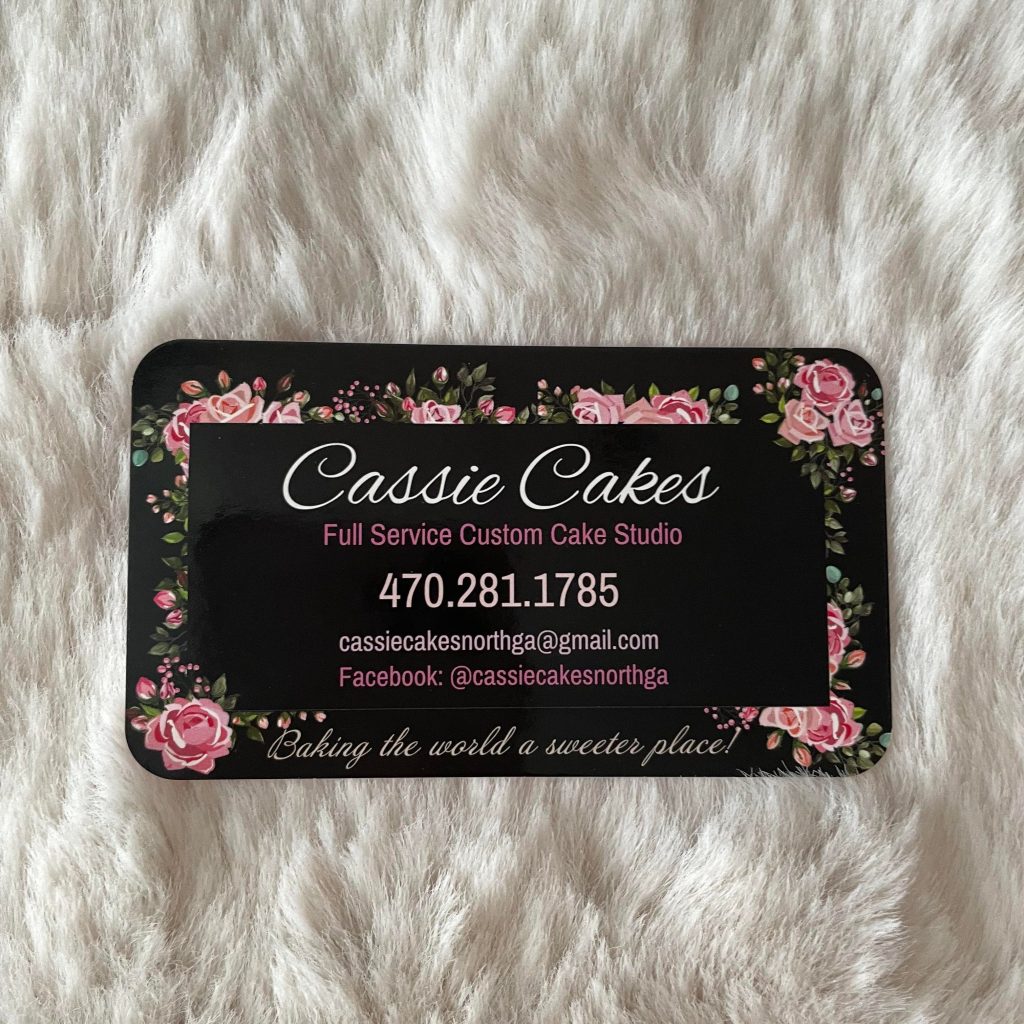 Cassie Cakes
Full Service Custom Cake Studio
470.281.1785
cassiecakesnorthga@gmail.com
Facebook: @cassiecakesnorthga
Baking the world a sweeter place!